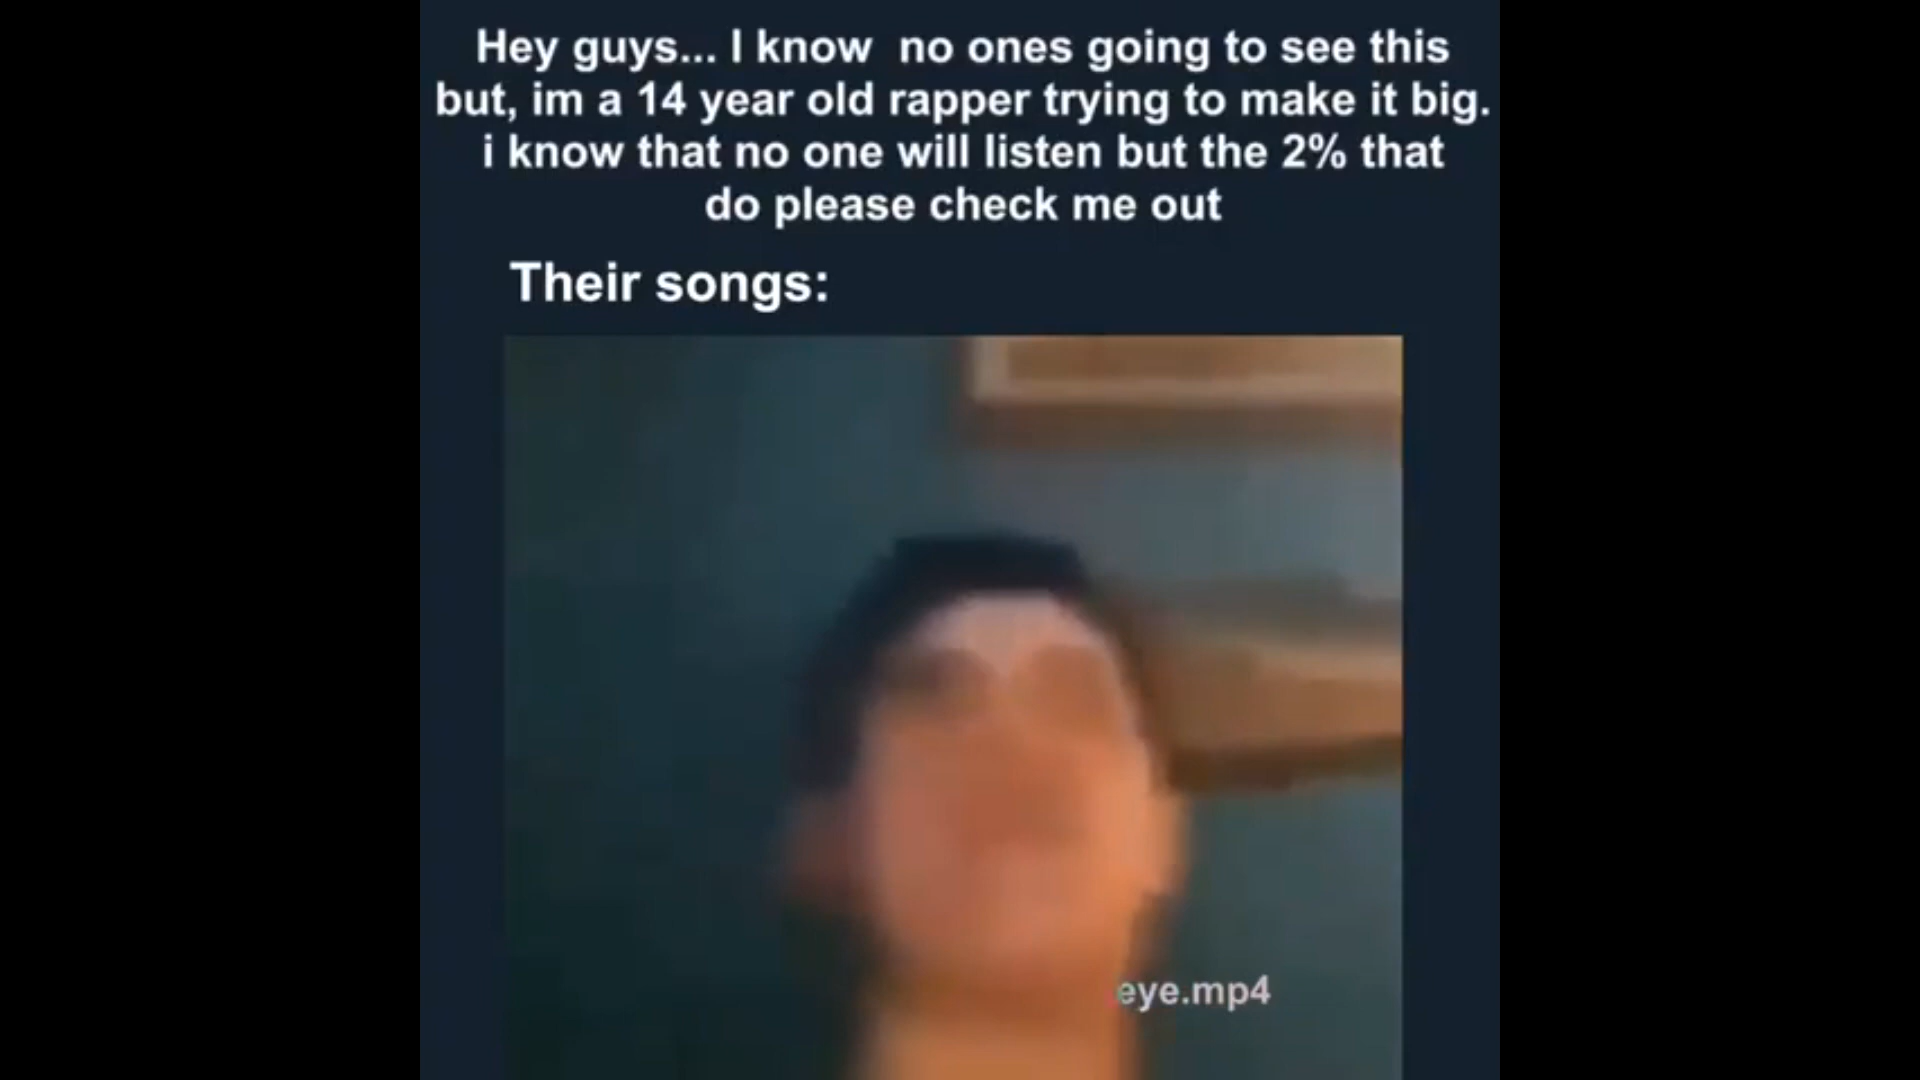 Hey guys... I know  no ones going to see this
but, im a 14 year old rapper trying to make it big.
i know that no one will listen but the 2% that
do please check me out
Their songs:
eye.mp4